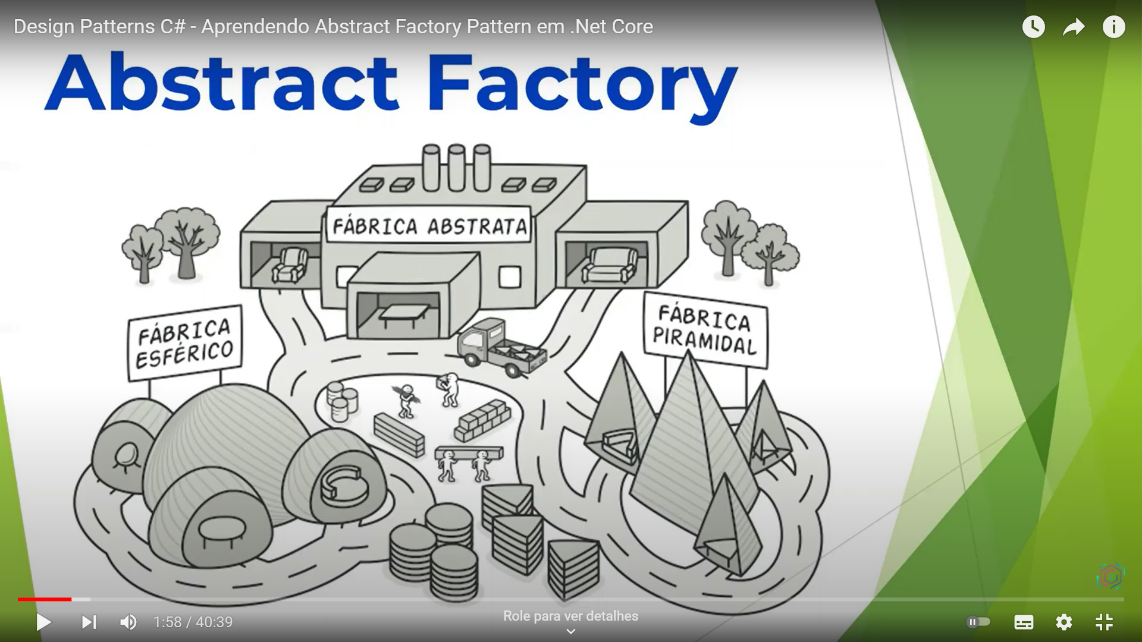 Design Patterns C# - Aprendendo Abstract Factory Pattern em .Net Core
Abstract Factory
FÁBRICA ABSTRATA
FÁBRICA
ESFÉRICO
FÁBRICA
PIRAMIDAL
1:58 / 40:39
Role para ver detalhes